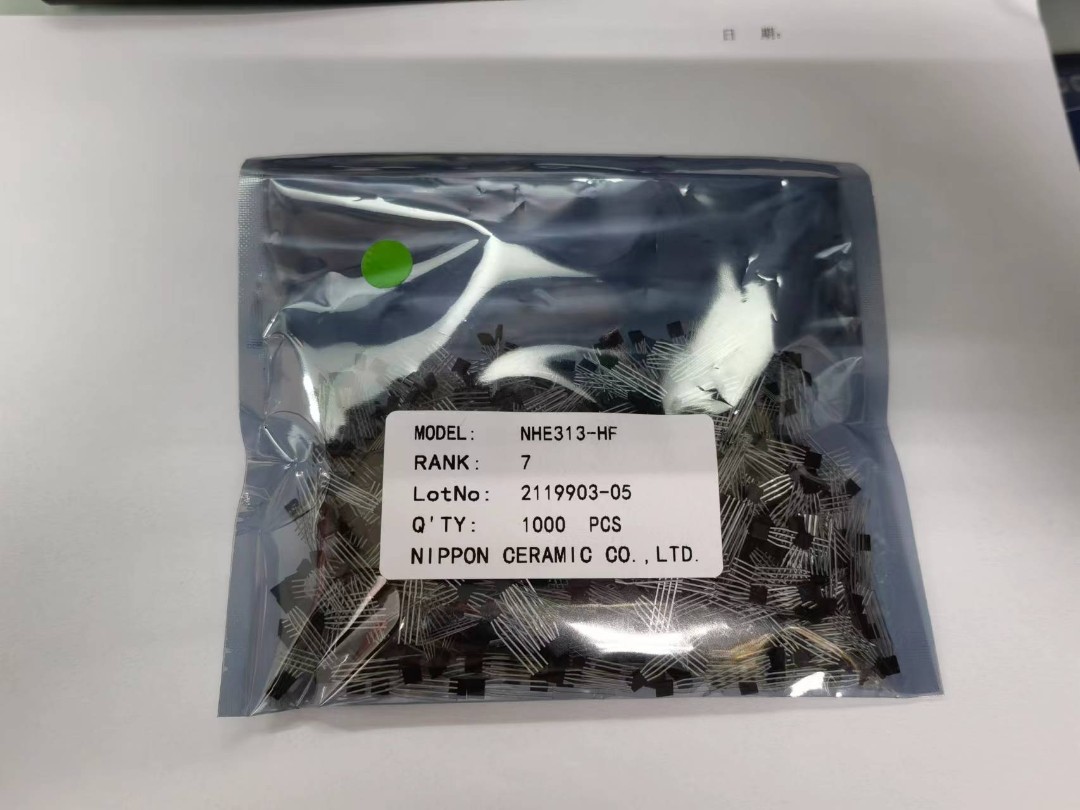 日 期:
MODEL: NHE313-HF
RANK: 7
LotNo: 2119903-05
Q'TY: 1000 PCS
NIPPON CERAMIC CO.,LTD.